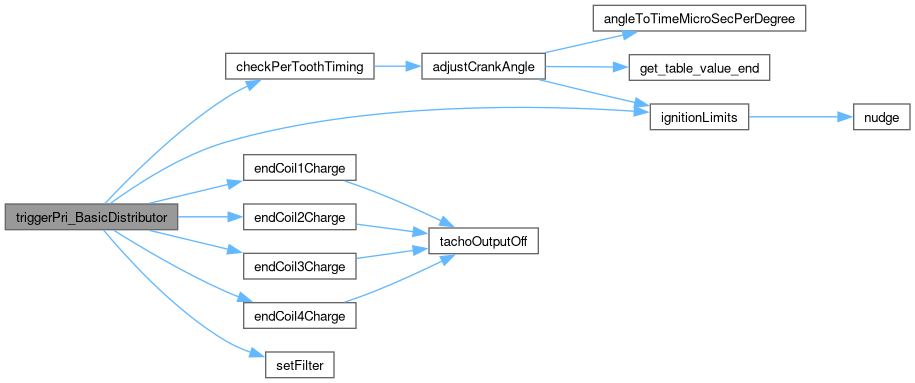 angleToTimeMicroSecPerDegree
checkPerToothTiming
adjustCrankAngle
get_table_value_end
ignitionLimits
nudge
endCoil1Charge
triggerPri_BasicDistributor
endCoil2Charge
tachoOutputOff
endCoil3Charge
endCoil4Charge
setFilter